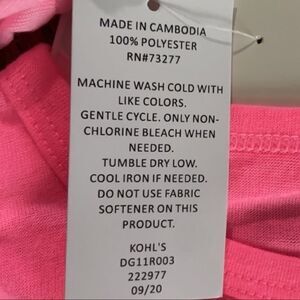 MADE IN CAMBODIA
100% POLYESTER
RN#73277
MACHINE WASH COLD WITH
LIKE COLORS.
GENTLE CYCLE. ONLY NON-
CHLORINE BLEACH WHEN
NEEDED.
TUMBLE DRY LOW.
COOL IRON IF NEEDED.
DO NOT USE FABRIC
SOFTENER ON THIS
PRODUCT.
KOHL'S
DG11R003
222977
09/20